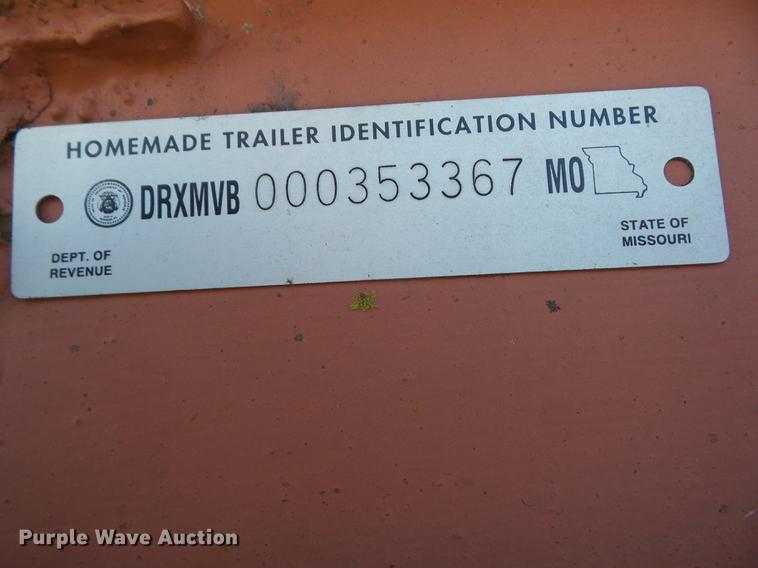 HOMEMADE TRAILER IDENTIFICATION NUMBER
DRXMVB 000353367 MO
DEPT. OF
REVENUE
STATE OF
MISSOURI
Purple Wave Auction